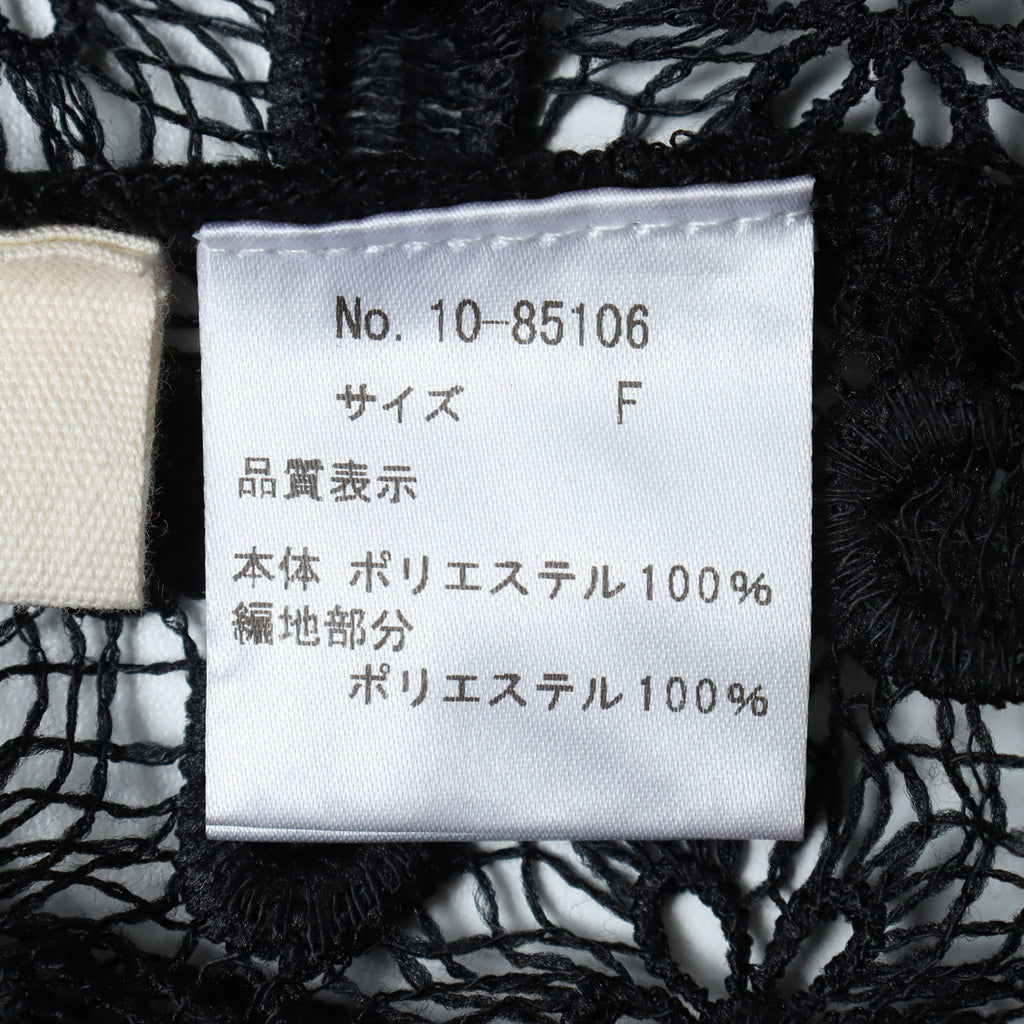 No. 10-85106
サイズ F
品質表示
本体 ポリエステル100%
編地部分
ポリエステル100%